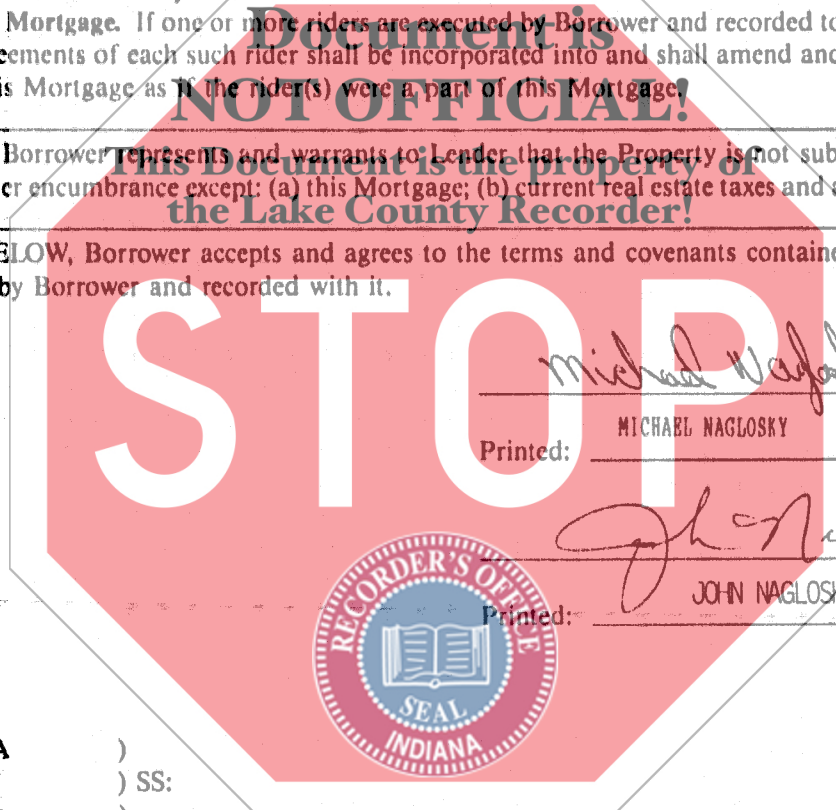 Mortgage. If one or more riders are executed by Borrower and recorded to
Document is
ements of each such rider shall be incorporated into and shall amend and
is Mortgage as if the rider(s) were a part of this Mortgage.
NOT OFFICIAL!
Borrower represents and warrants to Lender that the Property is not sub
This Document is the property of
er encumbrance except: (a) this Mortgage; (b) current real estate taxes and a
the Lake County Recorder!
ELOW, Borrower accepts and agrees to the terms and covenants containe
by Borrower and recorded with it.
STOP
Michael
MICHAEL NAGLOSKY
Printed:
John
JOHN NAGLOSK
Printed:
RECORDER'S OFFICE
SEAL
INDIANA
A )
) SS:
)